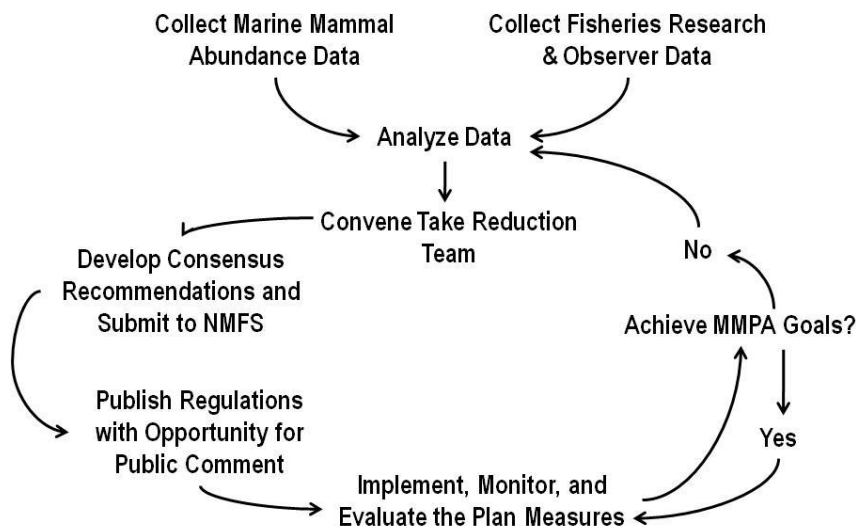 Collect Marine Mammal
Abundance Data
Collect Fisheries Research
& Observer Data
Analyze Data
Convene Take Reduction
Team
Develop Consensus
Recommendations and
Submit to NMFS
No
Achieve MMPA Goals?
Publish Regulations
with Opportunity for
Public Comment
Yes
Implement, Monitor, and
Evaluate the Plan Measures